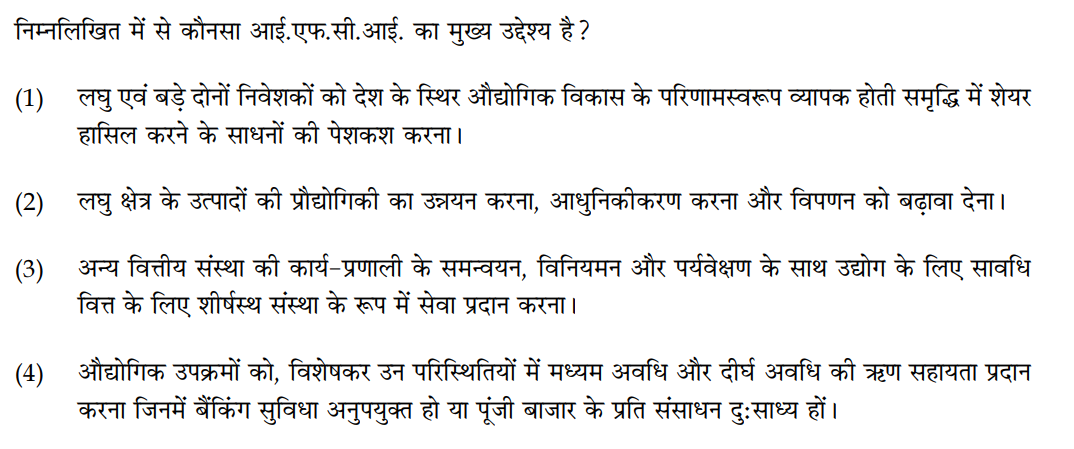 निम्नलिखित में से कौनसा आई.एफ.सी.आई. का मुख्य उद्देश्य है ?
(1) लघु एवं बड़े दोनों निवेशकों को देश के स्थिर औद्योगिक विकास के परिणामस्वरूप व्यापक होती समृद्धि में शेयर
हासिल करने के साधनों की पेशकश करना।
(2) लघु क्षेत्र के उत्पादों की प्रौद्योगिकी का उन्नयन करना, आधुनिकीकरण करना और विपणन को बढ़ावा देना।
(3) अन्य वित्तीय संस्था की कार्य-प्रणाली के समन्वयन, विनियमन और पर्यवेक्षण के साथ उद्योग के लिए सावधि
वित्त के लिए शीर्षस्थ संस्था के रूप में सेवा प्रदान करना।
(4) औद्योगिक उपक्रमों को, विशेषकर उन परिस्थितियों में मध्यम अवधि और दीर्घ अवधि की ऋण सहायता प्रदान
करना जिनमें बैंकिंग सुविधा अनुपयुक्त हो या पूंजी बाजार के प्रति संसाधन दुःसाध्य हों।